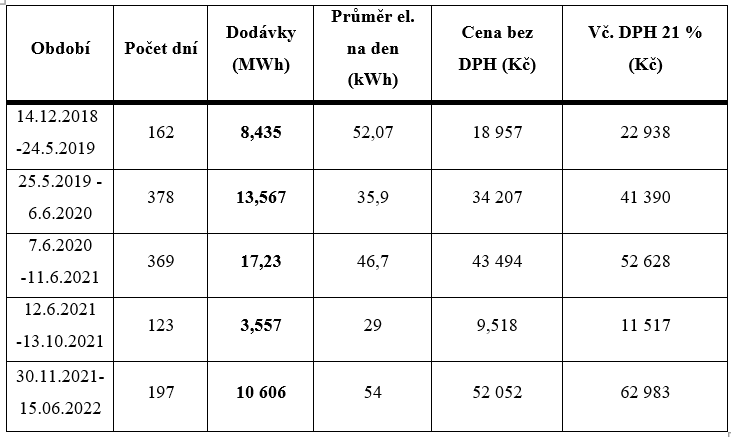 Období Počet dní Dodávky (MWh) Průměr el. na den (kWh) Cena bez DPH (Kč) Vč. DPH 21 % (Kč)
14.12.2018 -24.5.2019 162 8,435 52,07 18 957 22 938
25.5.2019 - 6.6.2020 378 13,567 35,9 34 207 41 390
7.6.2020 -11.6.2021 369 17,23 46,7 43 494 52 628
12.6.2021 -13.10.2021 123 3,557 29 9,518 11 517
30.11.2021- 15.06.2022 197 10 606 54 52 052 62 983